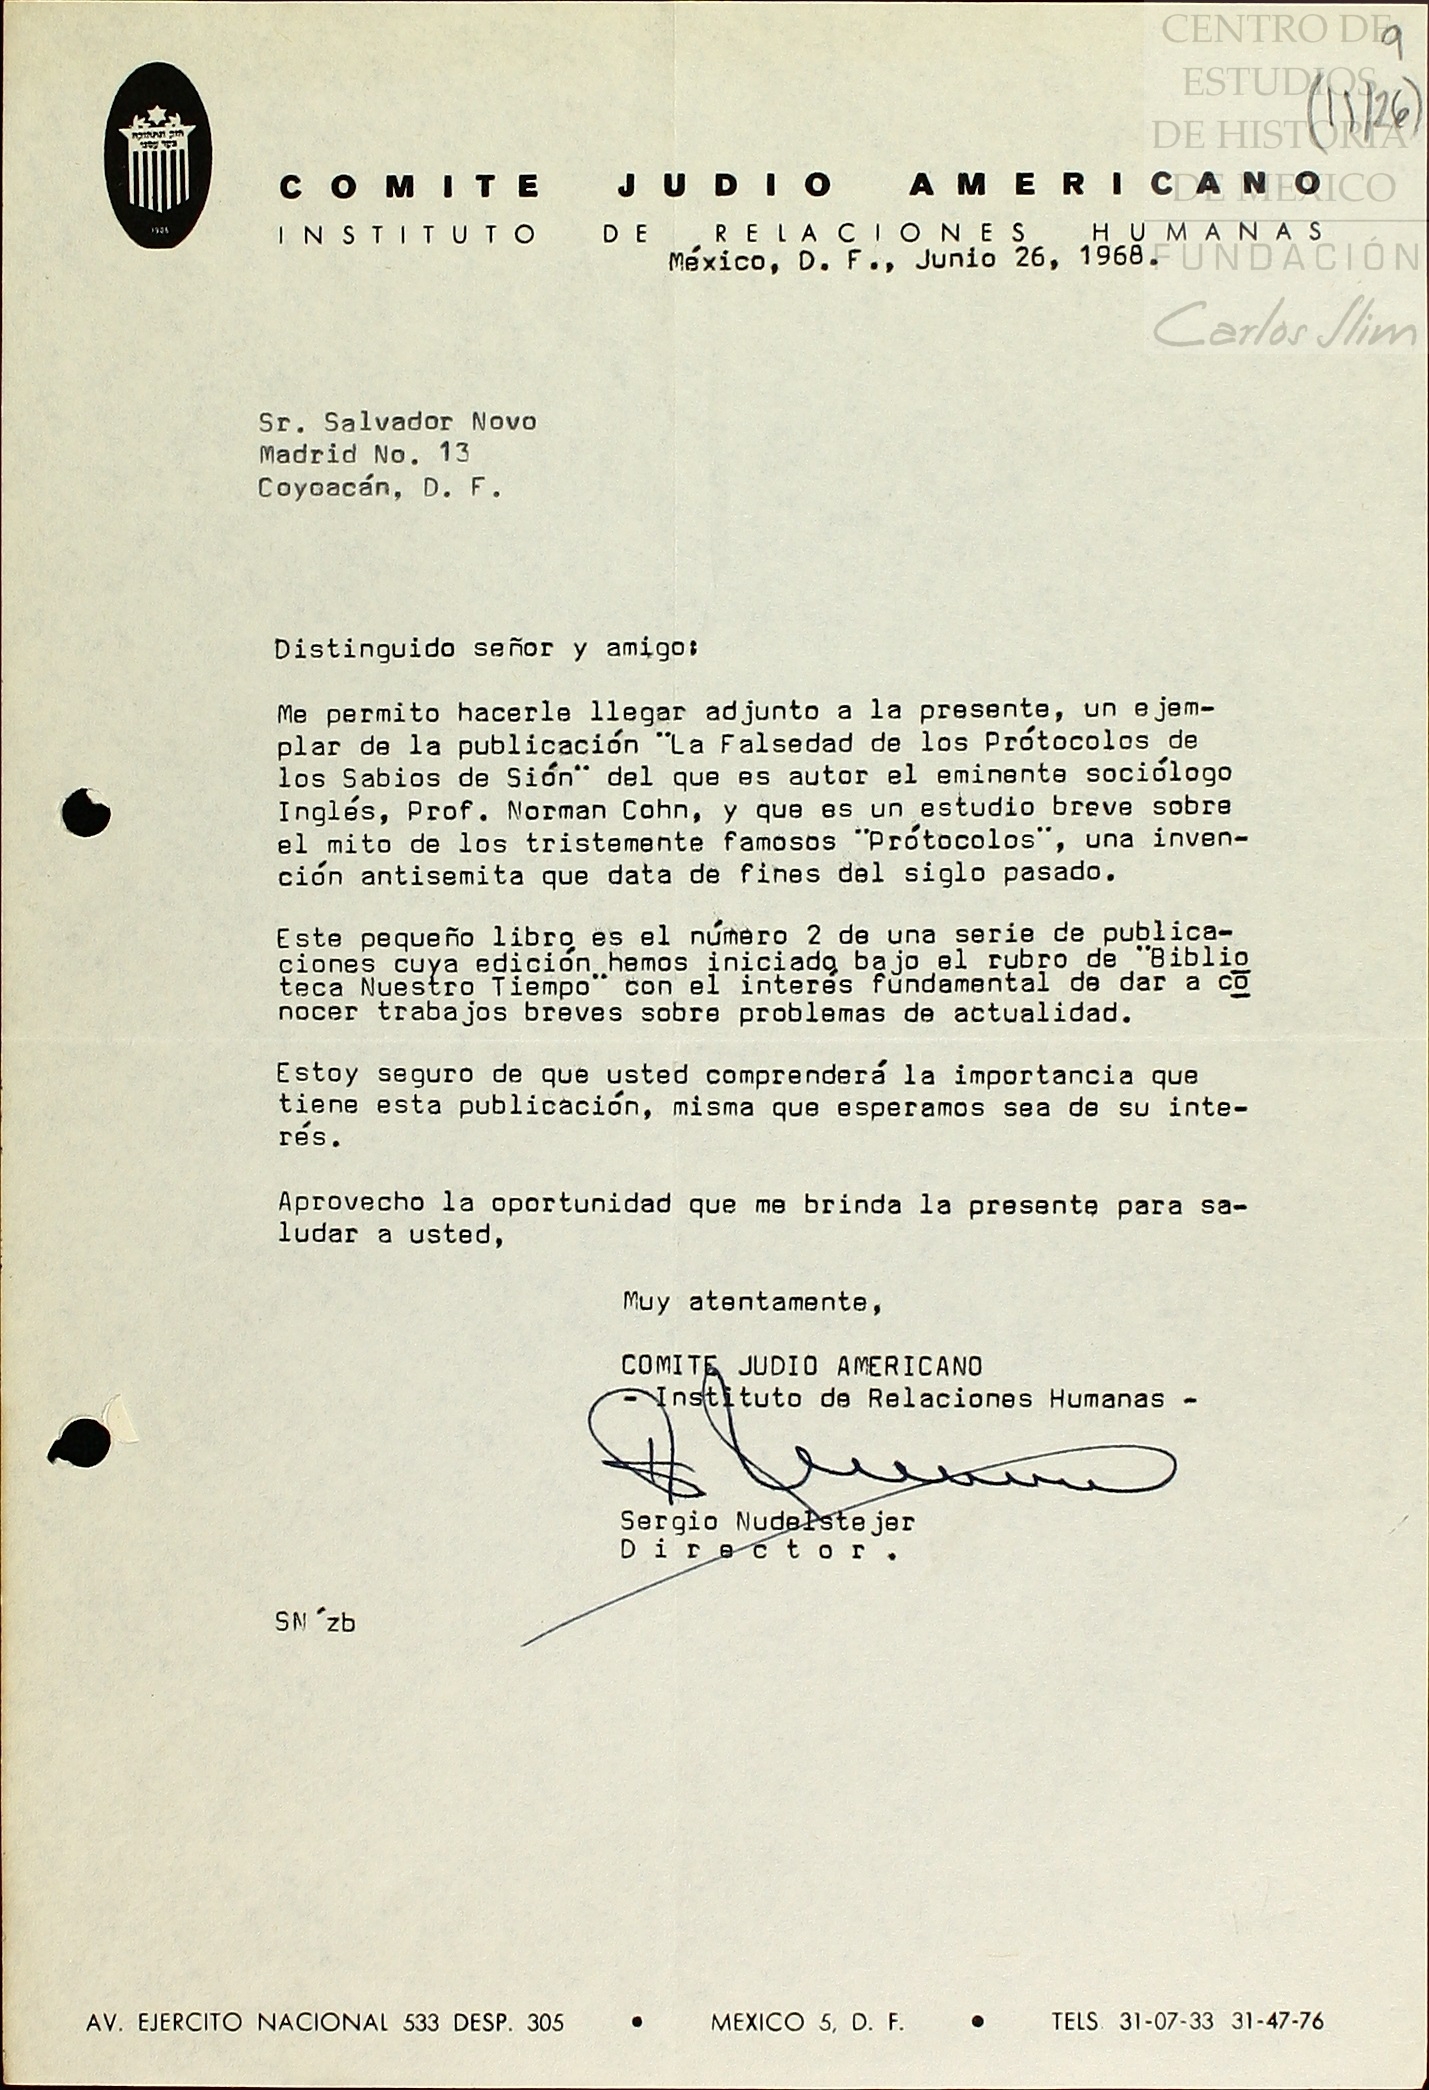 CENTRO DE
ESTUDIOS
DE HISTORIA
DE MEXICO
FUNDACIÓN
Carlos Slim
9
(11/26)
1906
COMITE JUDIO AMERICANO
INSTITUTO DE RELACIONES HUMANAS
México, D. F., Junio 26, 1968.
Sr. Salvador Novo
Madrid No. 13
Coyoacán, D. F.
Distinguido señor y amigo:
Me permito hacerle llegar adjunto a la presente, un ejem-
plar de la publicación "La Falsedad de los Prótocolos de
los Sabios de Sión" del que es autor el eminente sociólogo
Inglés, Prof. Norman Cohn, y que es un estudio breve sobre
el mito de los tristemente famosos "Prótocolos", una inven-
ción antisemita que data de fines del siglo pasado.
Este pequeño libro es el número 2 de una serie de publica-
ciones cuya edición hemos iniciado bajo el rubro de "Biblio
teca Nuestro Tiempo" con el interés fundamental de dar a co
nocer trabajos breves sobre problemas de actualidad.
Estoy seguro de que usted comprenderá la importancia que
tiene esta publicación, misma que esperamos sea de su inte-
rés.
Aprovecho la oportunidad que me brinda la presente para sa-
ludar a usted,
Muy atentamente,
COMITE JUDIO AMERICANO
- Instituto de Relaciones Humanas -
Sergio Nudelstejer
Director.
SN´zb
AV. EJERCITO NACIONAL 533 DESP. 305 • MEXICO 5, D. F. • TELS. 31-07-33 31-47-76